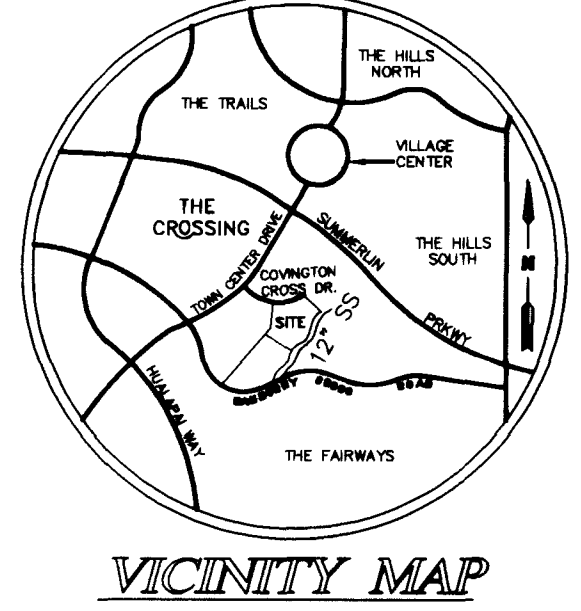 THE HILLS
NORTH
THE TRAILS
VILLAGE
CENTER
THE
CROSSING
TOWN CENTER DRIVE
SUMMERLIN
PRKWY
THE HILLS
SOUTH
N
COVINGTON
CROSS DR.
SITE
12" SS
HUALAPAI WAY
ROAD
THE FAIRWAYS
VICINITY MAP